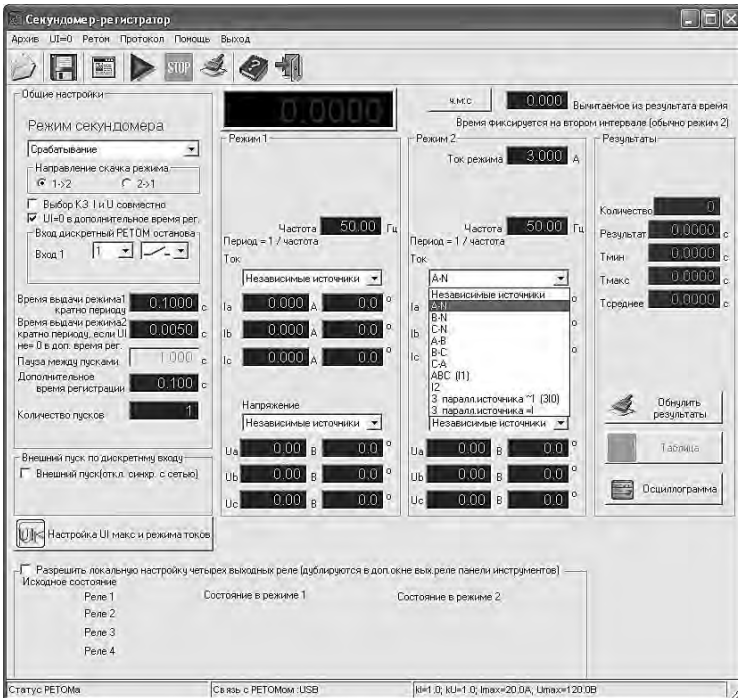 Секундомер-регистратор
Архив UI=0 Ретом Протокол Помощь Выход
STOP
Общие настройки
Режим секундомера
Срабатывание
Направление скачка режима
1->2 2->1
Выбор КЗ I и U совместно
UI=0 в дополнительное время рег.
Вход дискретный РЕТОМ останова
Вход 1 1
Время выдачи режима1
кратно периоду 0.1000 с
Время выдачи режима2
кратно периоду, если UI 0.0050 с
не= 0 в доп. время рег.
Пауза между пусками 1.000 с
Дополнительное
время регистрации 0.100 с
Количество пусков 1
Внешний пуск по дискретнму входу
Внешний пуск(откл. синхр. с сетью)
UI< Настройка UI макс и режима токов
0.0000
ч.м:с 0.000 Вычитаемое из результата время
Время фиксируется на втором интервале (обычно режим 2)
Режим 1
Частота 50.00 Гц
Период = 1 / частота
Ток
Независимые источники
Ia 0.000 А 0.0 °
Ib 0.000 А 0.0 °
Ic 0.000 А 0.0 °
Напряжение
Независимые источники
Ua 0.00 В 0.0 °
Ub 0.00 В 0.0 °
Uc 0.00 В 0.0 °
Режим 2
Ток режима 3.000 А
Частота 50.00 Гц
Период = 1 / частота
Ток
A-N
Независимые источники
Ia A-N °
B-N
Ib C-N °
A-B
B-C
Ic C-A °
ABC (I1)
I2
3 паралл.источника ~I (3I0)
3 паралл.источника =I
Независимые источники
Ua 0.00 В 0.0 °
Ub 0.00 В 0.0 °
Uc 0.00 В 0.0 °
Результаты
Количество 0
Результат 0.0000 с
Тмин 0.0000 с
Тмакс 0.0000 с
Тсреднее 0.0000 с
Обнулить
результаты
Таблица
Осциллограмма
Разрешить локальную настройку четырех выходных реле (дублируются в доп.окне вых.реле панели инструментов)
Исходное состояние
Реле 1 Состояние в режиме 1 Состояние в режиме 2
Реле 2
Реле 3
Реле 4
Статус РЕТОМа Связь с РЕТОМом :USB kI=1.0; kU=1.0; Imax=20.0A; Umax=120.0В